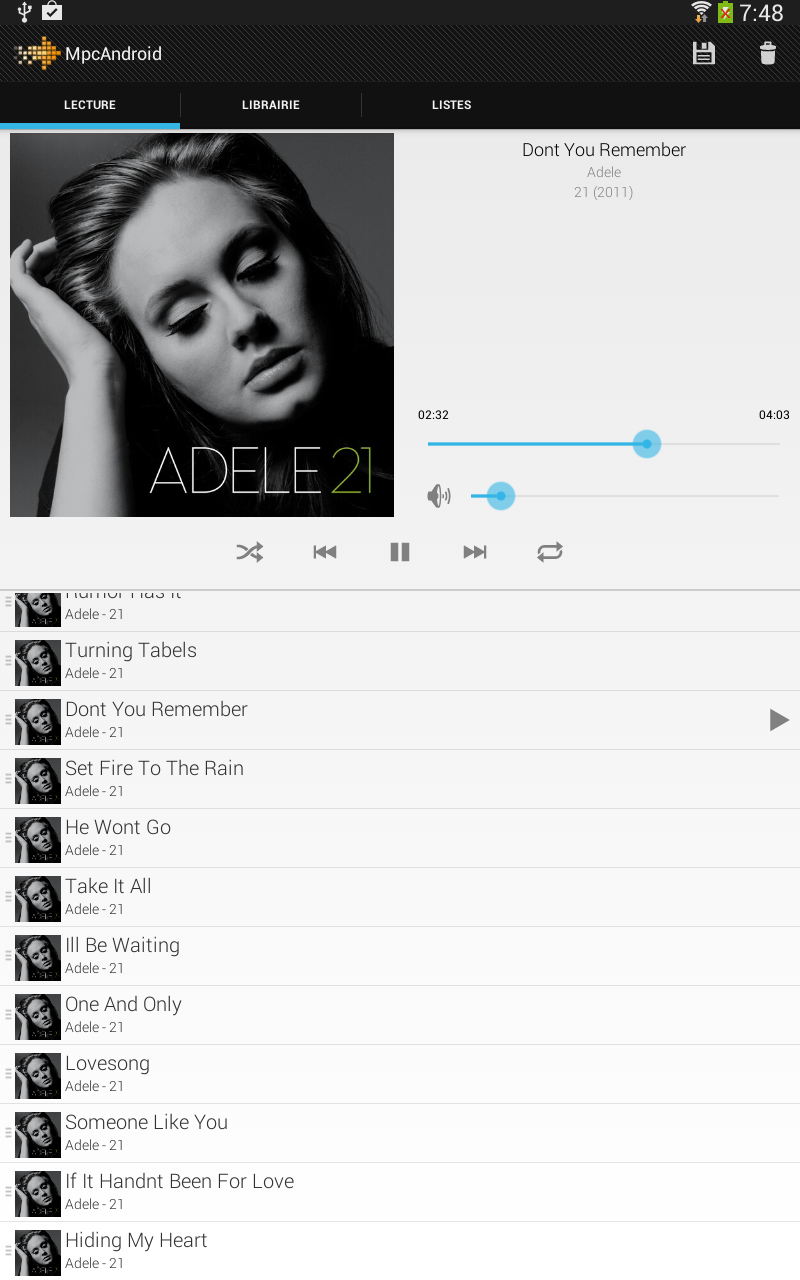 7:48
MpcAndroid
LECTURE
LIBRAIRIE
LISTES
Dont You Remember
Adele
21 (2011)
ADELE 21
02:32
04:03
Rumor Has It
Adele - 21
Turning Tabels
Adele - 21
Dont You Remember
Adele - 21
Set Fire To The Rain
Adele - 21
He Wont Go
Adele - 21
Take It All
Adele - 21
Ill Be Waiting
Adele - 21
One And Only
Adele - 21
Lovesong
Adele - 21
Someone Like You
Adele - 21
If It Handnt Been For Love
Adele - 21
Hiding My Heart
Adele - 21